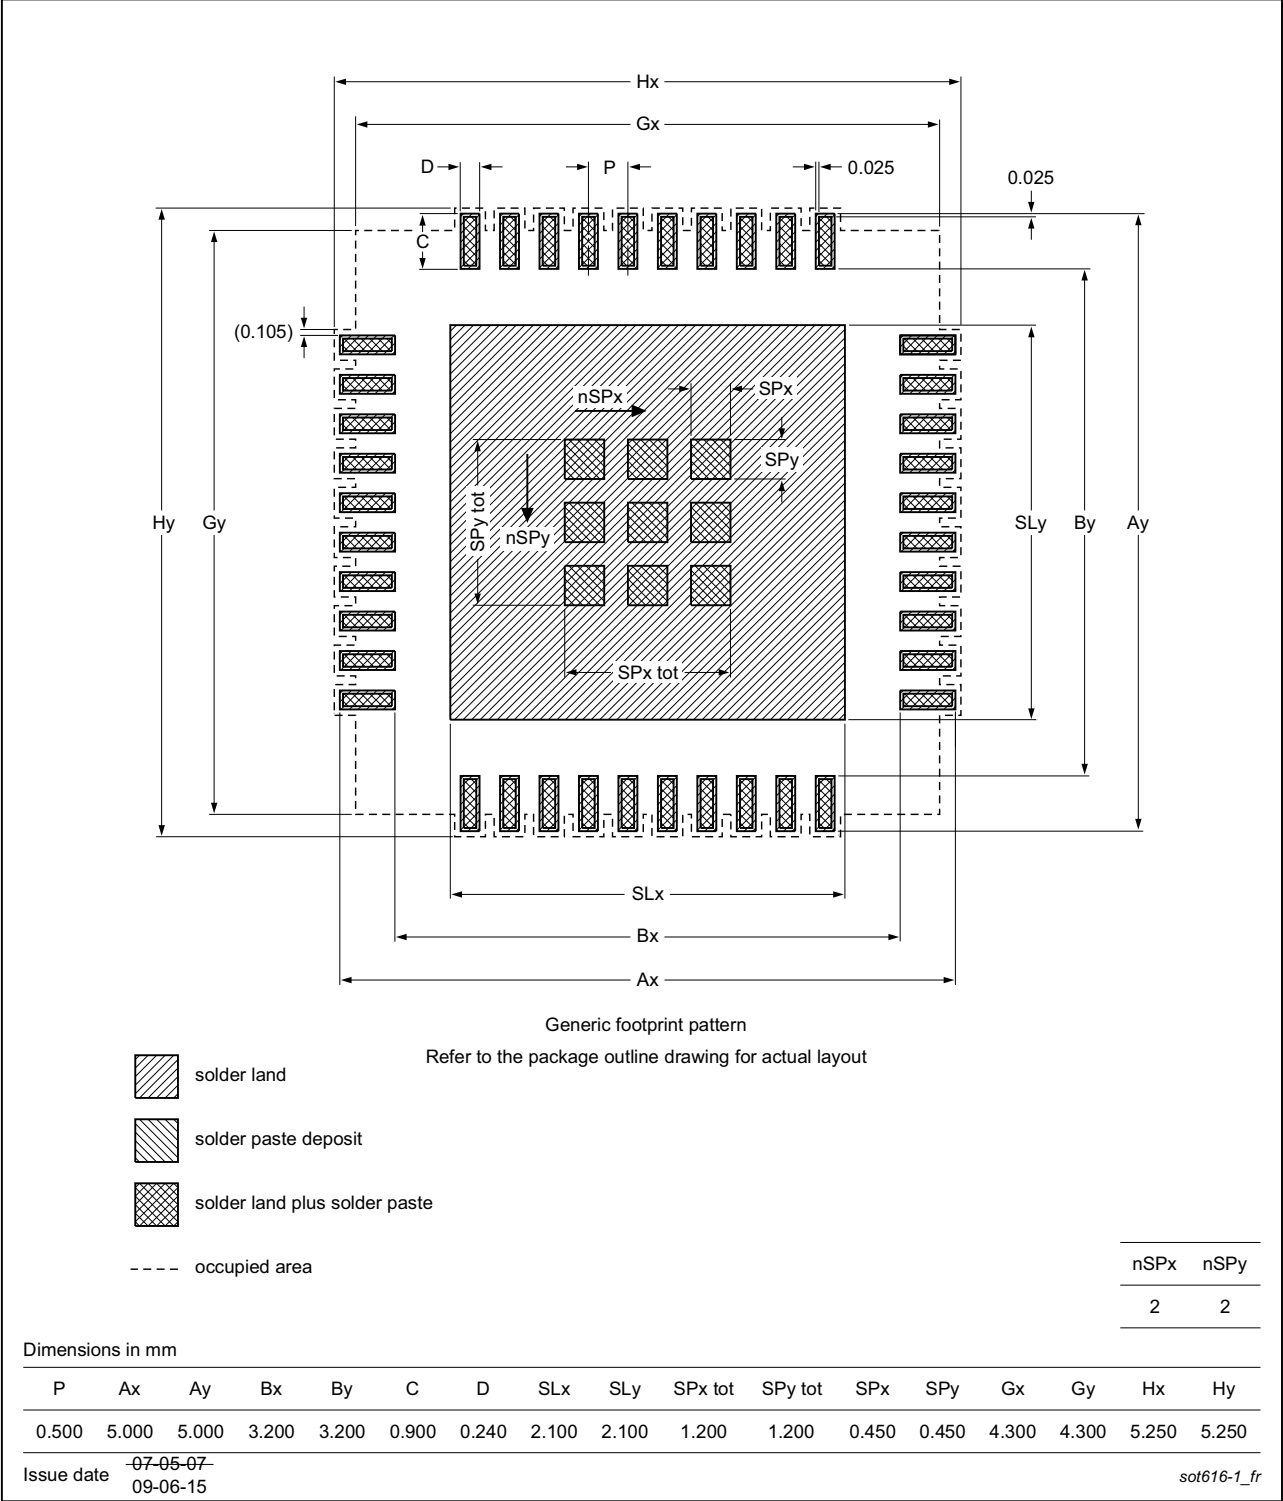 Hx
Gx
D
P
0.025
0.025
C
(0.105)
nSPx
SPx
SPy
SPy tot
nSPy
Hy
Gy
SLy
By
Ay
SPx tot
SLx
Bx
Ax
Generic footprint pattern
Refer to the package outline drawing for actual layout
solder land
solder paste deposit
solder land plus solder paste
occupied area
nSPx nSPy
2 2
Dimensions in mm
P Ax Ay Bx By C D SLx SLy SPx tot SPy tot SPx SPy Gx Gy Hx Hy
0.500 5.000 5.000 3.200 3.200 0.900 0.240 2.100 2.100 1.200 1.200 0.450 0.450 4.300 4.300 5.250 5.250
Issue date 07-05-07
09-06-15
sot616-1_fr